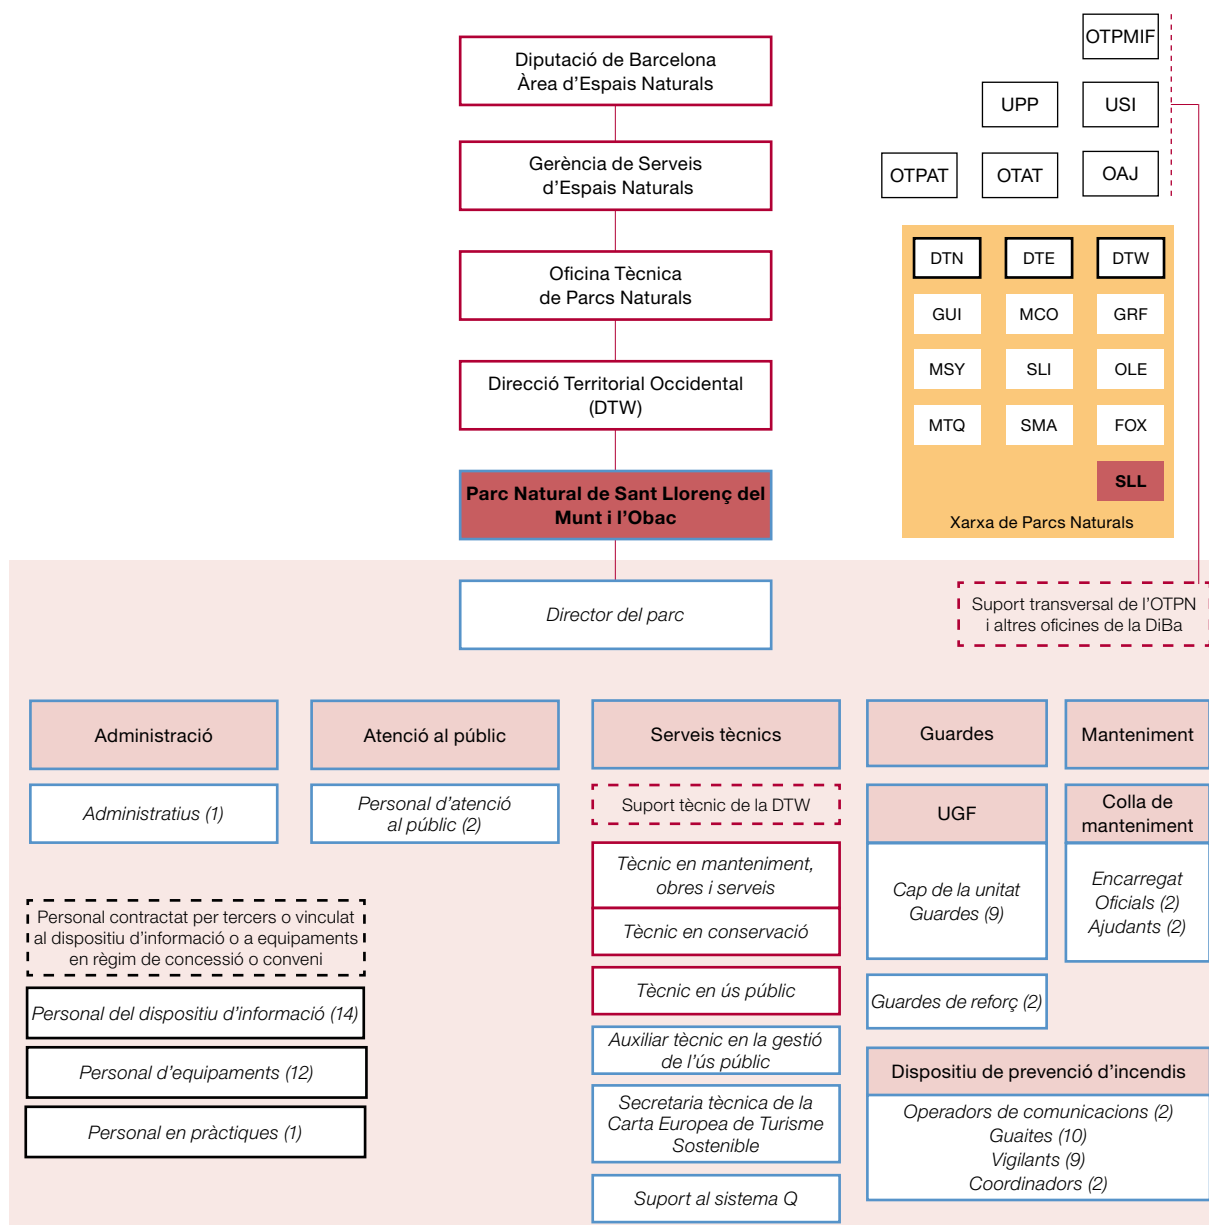 Diputació de Barcelona
Àrea d'Espais Naturals
Gerència de Serveis
d'Espais Naturals
Oficina Tècnica
de Parcs Naturals
Direcció Territorial Occidental
(DTW)
Parc Natural de Sant Llorenç del
Munt i l'Obac
Director del parc
OTPMIF
UPP
USI
OTPAT
OTAT
OAJ
DTN
DTE
DTW
GUI
MCO
GRF
MSY
SLI
OLE
MTQ
SMA
FOX
SLL
Xarxa de Parcs Naturals
Suport transversal de l'OTPN
i altres oficines de la DiBa
Administració
Administratius (1)
Atenció al públic
Personal d'atenció
al públic (2)
Personal contractat per tercers o vinculat
al dispositiu d'informació o a equipaments
en règim de concessió o conveni
Personal del dispositiu d'informació (14)
Personal d'equipaments (12)
Personal en pràctiques (1)
Serveis tècnics
Suport tècnic de la DTW
Tècnic en manteniment,
obres i serveis
Tècnic en conservació
Tècnic en ús públic
Auxiliar tècnic en la gestió
de l'ús públic
Secretaria tècnica de la
Carta Europea de Turisme
Sostenible
Suport al sistema Q
Guardes
UGF
Cap de la unitat
Guardes (9)
Guardes de reforç (2)
Manteniment
Colla de
manteniment
Encarregat
Oficials (2)
Ajudants (2)
Dispositiu de prevenció d'incendis
Operadors de comunicacions (2)
Guaites (10)
Vigilants (9)
Coordinadors (2)